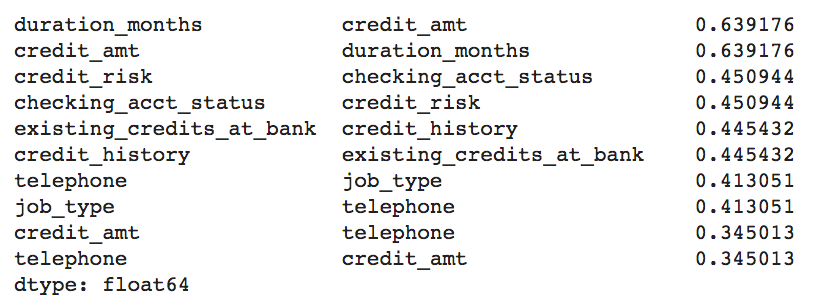 duration_months credit_amt 0.639176
credit_amt duration_months 0.639176
credit_risk checking_acct_status 0.450944
checking_acct_status credit_risk 0.450944
existing_credits_at_bank credit_history 0.445432
credit_history existing_credits_at_bank 0.445432
telephone job_type 0.413051
job_type telephone 0.413051
credit_amt telephone 0.345013
telephone credit_amt 0.345013
dtype: float64